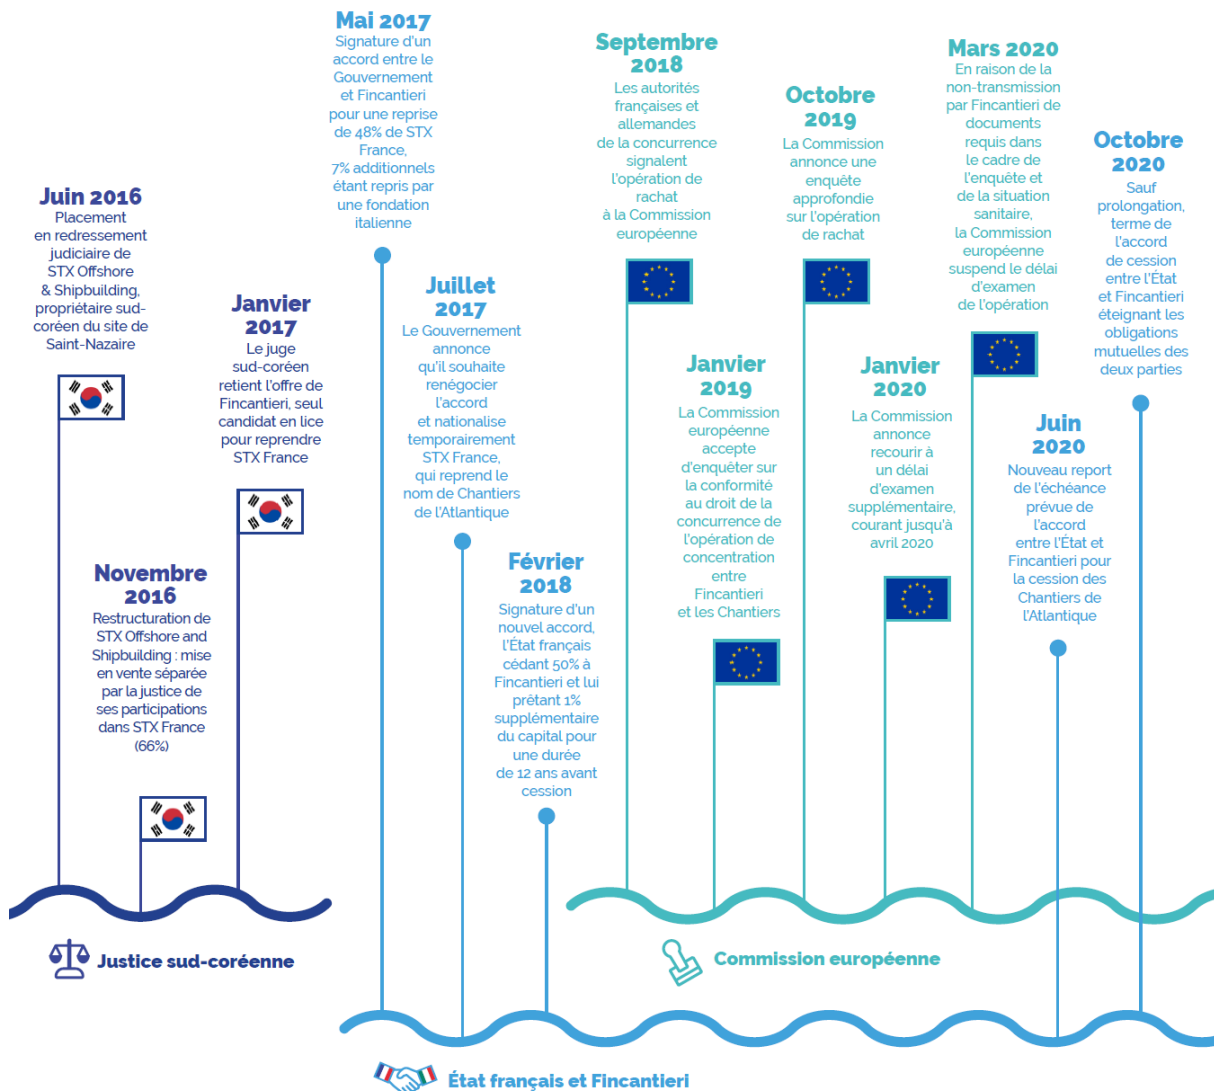 Juin 2016
Placement
en redressement
judiciaire de
STX Offshore
& Shipbuilding,
propriétaire sud-
coréen du site de
Saint-Nazaire
Novembre
2016
Restructuration de
STX Offshore and
Shipbuilding : mise
en vente séparée
par la justice de
ses participations
dans STX France
(66%)
Janvier
2017
Le juge
sud-coréen
retient l'offre de
Fincantieri, seul
candidat en lice
pour reprendre
STX France
Mai 2017
Signature d'un
accord entre le
Gouvernement
et Fincantieri
pour une reprise
de 48% de STX
France,
7% additionnels
étant repris par
une fondation
italienne
Juillet
2017
Le Gouvernement
annonce
qu'il souhaite
renégocier
l'accord
et nationalise
temporairement
STX France,
qui reprend le
nom de Chantiers
de l'Atlantique
Février
2018
Signature d'un
nouvel accord,
l'État français
cédant 50% à
Fincantieri et lui
prêtant 1%
supplémentaire
du capital pour
une durée
de 12 ans avant
cession
Septembre
2018
Les autorités
françaises et
allemandes
de la concurrence
signalent
l'opération de
rachat
à la Commission
européenne
Janvier
2019
La Commission
européenne
accepte
d'enquêter sur
la conformité
au droit de la
concurrence de
l'opération de
concentration
entre
Fincantieri
et les Chantiers
Octobre
2019
La Commission
annonce une
enquête
approfondie
sur l'opération
de rachat
Janvier
2020
La Commission
annonce
recourir à
un délai
d'examen
supplémentaire,
courant jusqu'à
avril 2020
Mars 2020
En raison de la
non-transmission
par Fincantieri de
documents
requis dans
le cadre de
l'enquête et
de la situation
sanitaire,
la Commission
européenne
suspend le délai
d'examen
de l'opération
Juin
2020
Nouveau report
de l'échéance
prévue de
l'accord
entre l'État et
Fincantieri pour
la cession des
Chantiers de
l'Atlantique
Octobre
2020
Sauf
prolongation,
terme de
l'accord
de cession
entre l'État
et Fincantieri
éteignant les
obligations
mutuelles des
deux parties
Justice sud-coréenne
Commission européenne
État français et Fincantieri